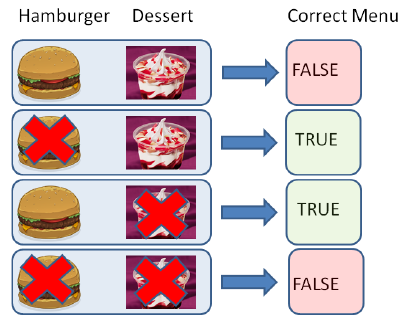 Hamburger Dessert Correct Menu
FALSE
TRUE
TRUE
FALSE